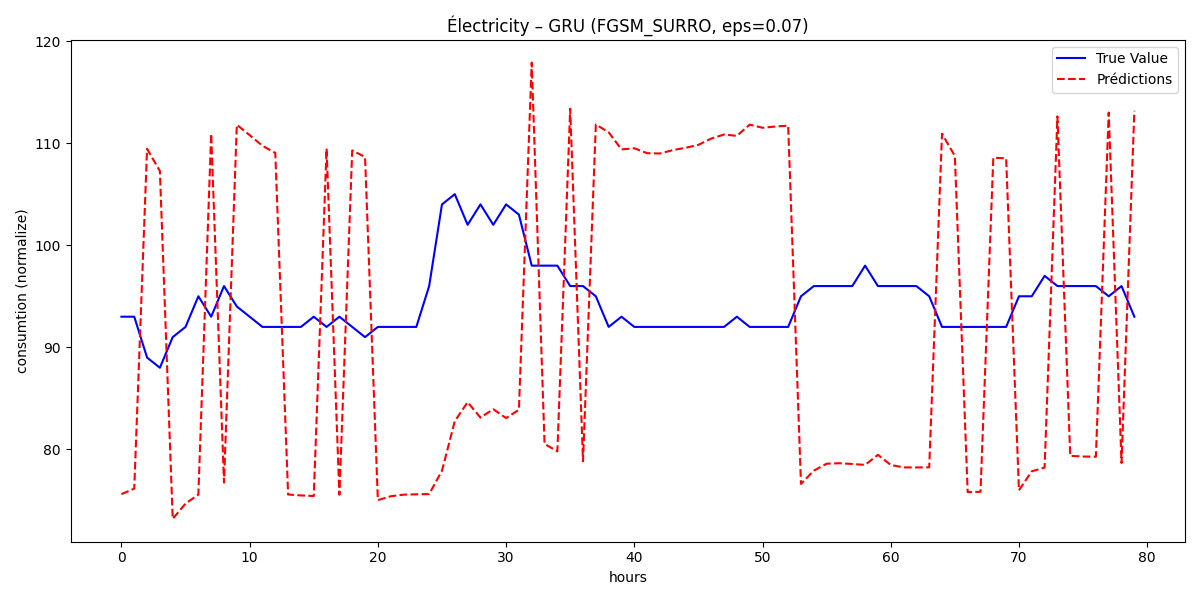 Électricity – GRU (FGSM_SURRO, eps=0.07)
True Value
Prédictions
120
110
100
90
80
consumtion (normalize)
0 10 20 30 40 50 60 70 80
hours